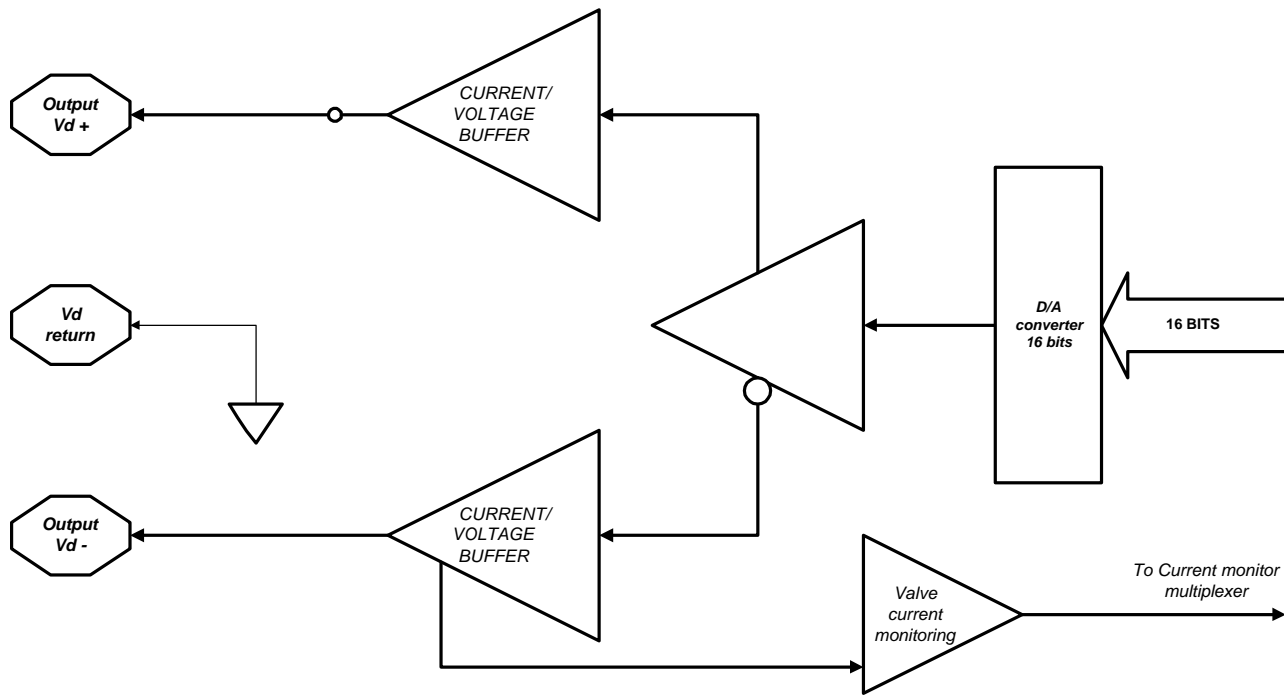 CURRENT/
VOLTAGE
BUFFER
Output
Vd +
Vd
return
D/A
converter
16 bits
16 BITS
Output
Vd -
CURRENT/
VOLTAGE
BUFFER
Valve
current
monitoring
To Current monitor
multiplexer